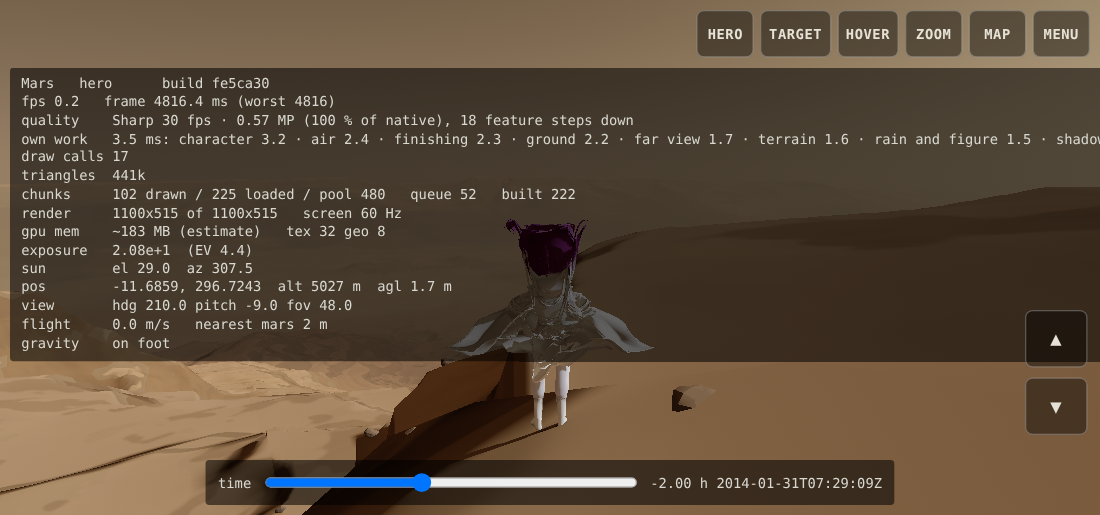 HERO TARGET HOVER ZOOM MAP MENU
Mars hero build fe5ca30
fps 0.2 frame 4816.4 ms (worst 4816)
quality Sharp 30 fps · 0.57 MP (100 % of native), 18 feature steps down
own work 3.5 ms: character 3.2 · air 2.4 · finishing 2.3 · ground 2.2 · far view 1.7 · terrain 1.6 · rain and figure 1.5 ·
draw calls 17
triangles 441k
chunks 102 drawn / 225 loaded / pool 480 queue 52 built 222
render 1100x515 of 1100x515 screen 60 Hz
gpu mem ~183 MB (estimate) tex 32 geo 8
exposure 2.08e+1 (EV 4.4)
sun el 29.0 az 307.5
pos -11.6859, 296.7243 alt 5027 m agl 1.7 m
view hdg 210.0 pitch -9.0 fov 48.0
flight 0.0 m/s nearest mars 2 m
gravity on foot
▲
▼
time -2.00 h 2014-01-31T07:29:09Z